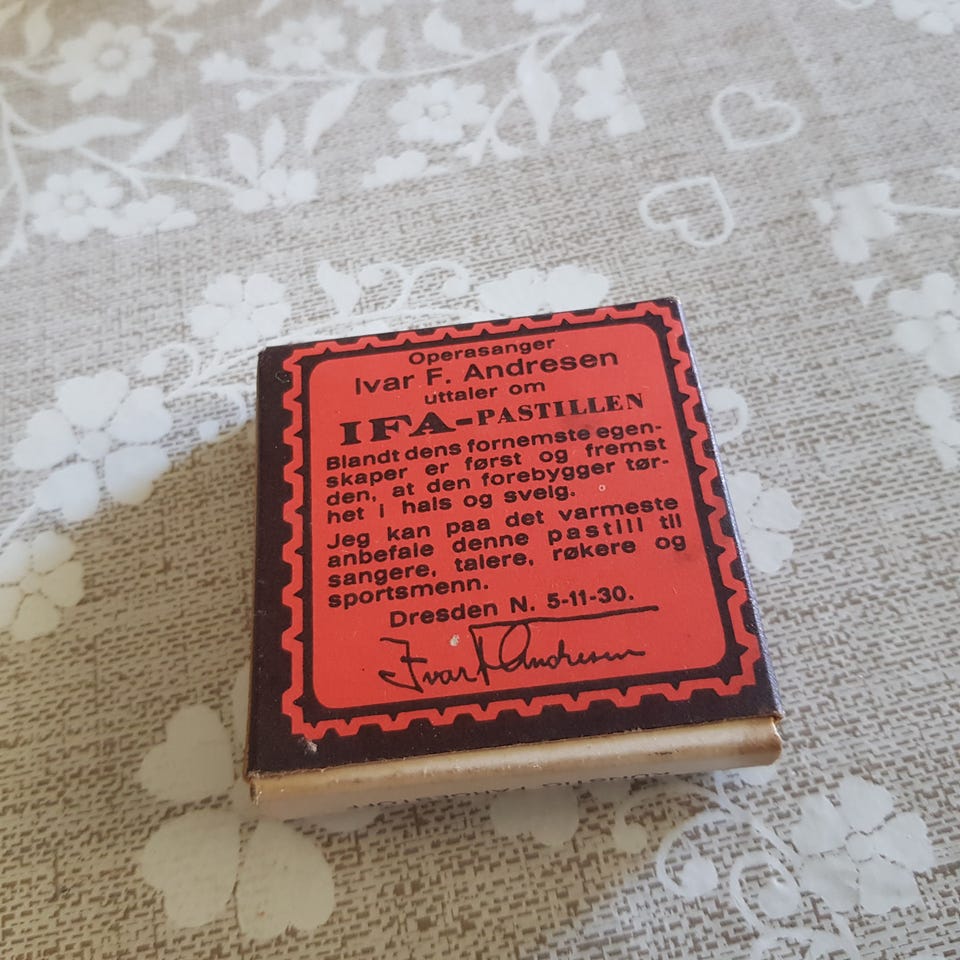 Operasanger
Ivar F. Andresen
uttaler om
IFA-PASTILLEN
Blandt dens fornemste egen-
skaper er først og fremst
den, at den forebygger tør-
het i hals og svelg.
Jeg kan paa det varmeste
anbefale denne pastill til
sangere, talere, røkere og
sportsmenn.
Dresden N. 5-11-30.
Ivar F Andresen